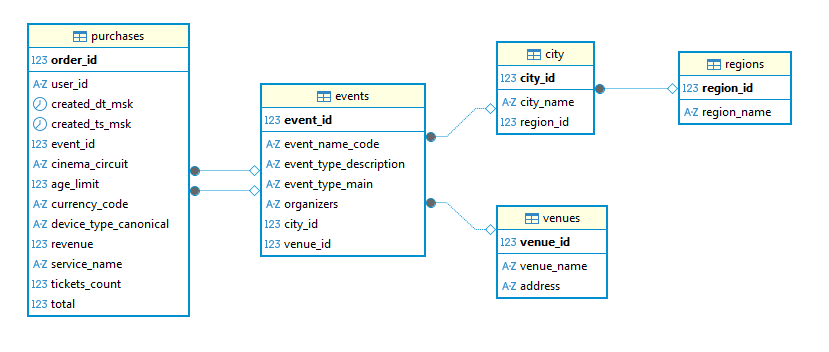 purchases
123 order_id
A-Z user_id
created_dt_msk
created_ts_msk
123 event_id
A-Z cinema_circuit
123 age_limit
A-Z currency_code
A-Z device_type_canonical
123 revenue
A-Z service_name
123 tickets_count
123 total
events
123 event_id
A-Z event_name_code
A-Z event_type_description
A-Z event_type_main
A-Z organizers
123 city_id
123 venue_id
city
123 city_id
A-Z city_name
123 region_id
regions
123 region_id
A-Z region_name
venues
123 venue_id
A-Z venue_name
A-Z address